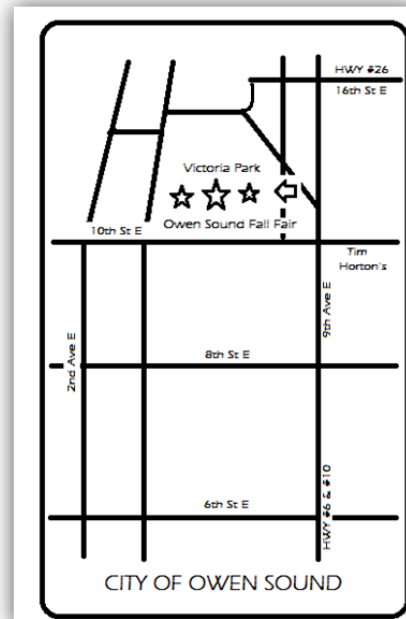 HWY #26
16th St E
Victoria Park
Owen Sound Fall Fair
10th St E
Tim
Horton's
9th Ave E
2nd Ave E
8th St E
HWY #6 & #10
6th St E
CITY OF OWEN SOUND